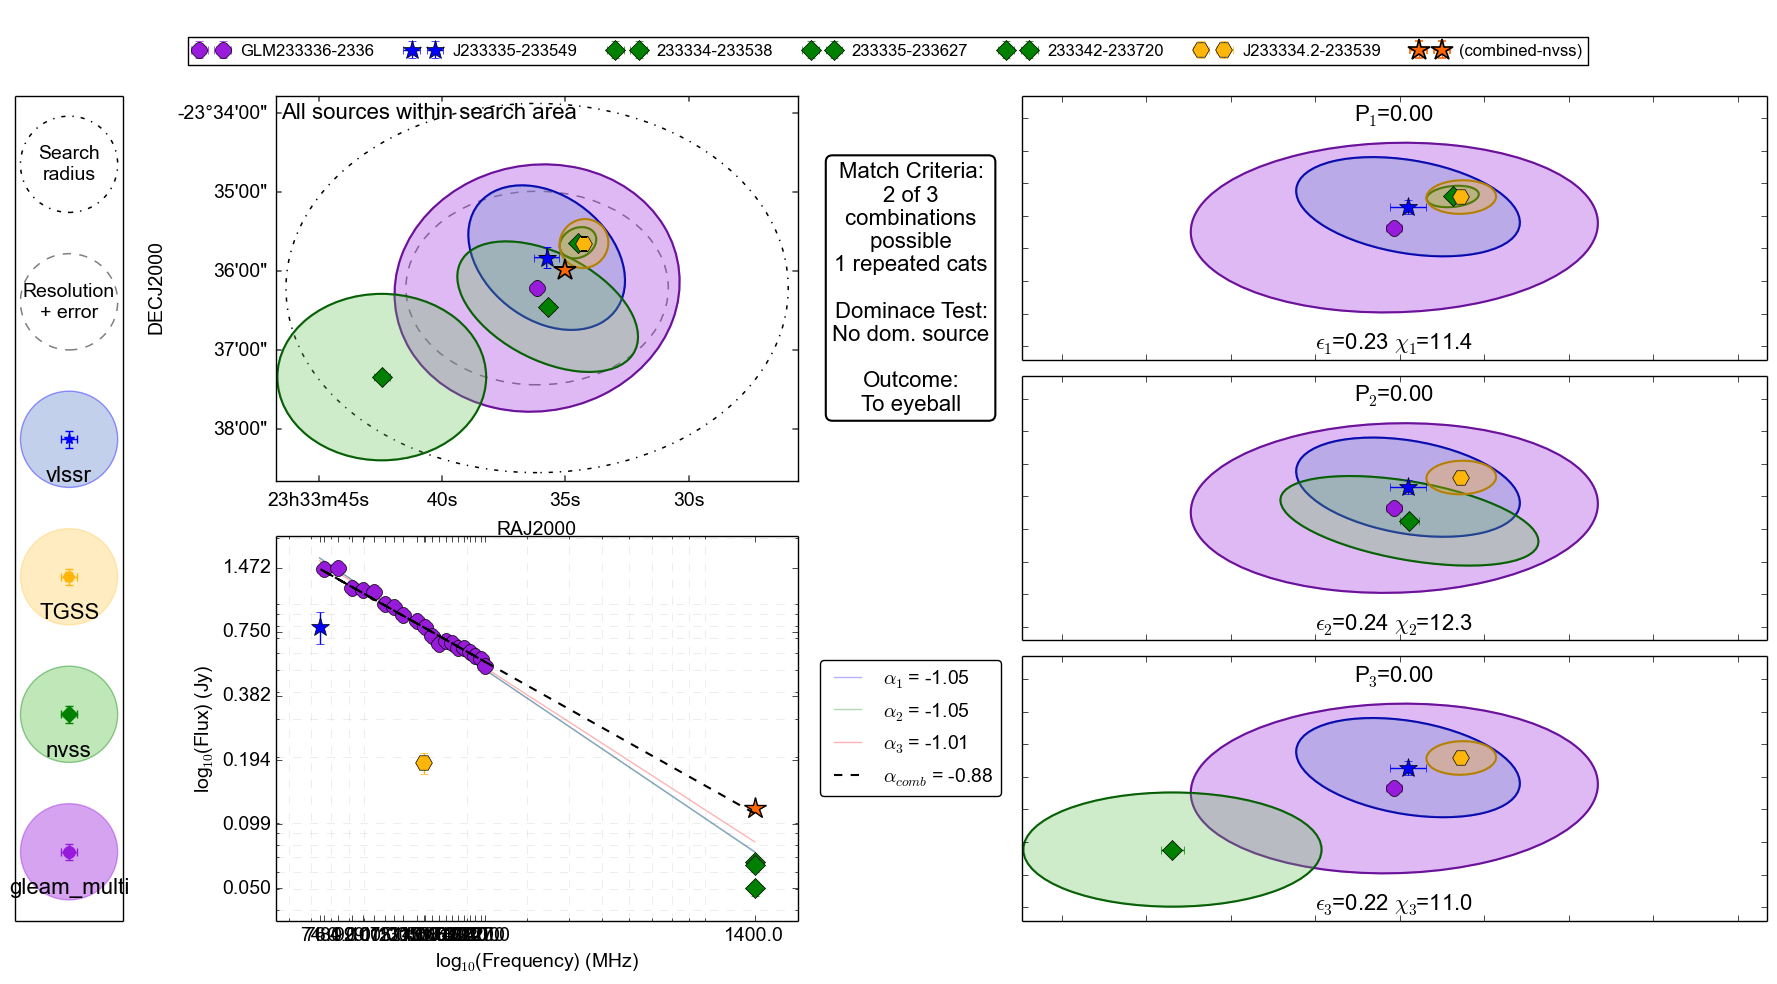 GLM233336-2336 J233335-233549 233334-233538 233335-233627 233342-233720 J233334.2-233539 (combined-nvss)
Search
radius
Resolution
+ error
vlssr
TGSS
nvss
gleam_multi
All sources within search area
-23°34'00"
35'00"
36'00"
37'00"
38'00"
DECJ2000
23h33m45s 40s 35s 30s
RAJ2000
Match Criteria:
2 of 3
combinations
possible
1 repeated cats
Dominace Test:
No dom. source
Outcome:
To eyeball
1.472
0.750
0.382
0.194
0.099
0.050
log10(Flux) (Jy)
1400.0
log10(Frequency) (MHz)
α1 = -1.05
α2 = -1.05
α3 = -1.01
αcomb = -0.88
P1=0.00
ϵ1=0.23 χ1=11.4
P2=0.00
ϵ2=0.24 χ2=12.3
P3=0.00
ϵ3=0.22 χ3=11.0